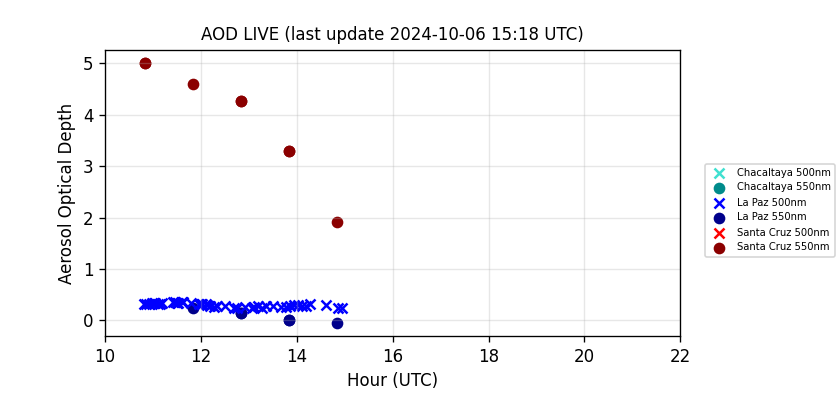 AOD LIVE (last update 2024-10-06 15:18 UTC)
Aerosol Optical Depth
5
4
3
2
1
0
10 12 14 16 18 20 22
Hour (UTC)
Chacaltaya 500nm
Chacaltaya 550nm
La Paz 500nm
La Paz 550nm
Santa Cruz 500nm
Santa Cruz 550nm